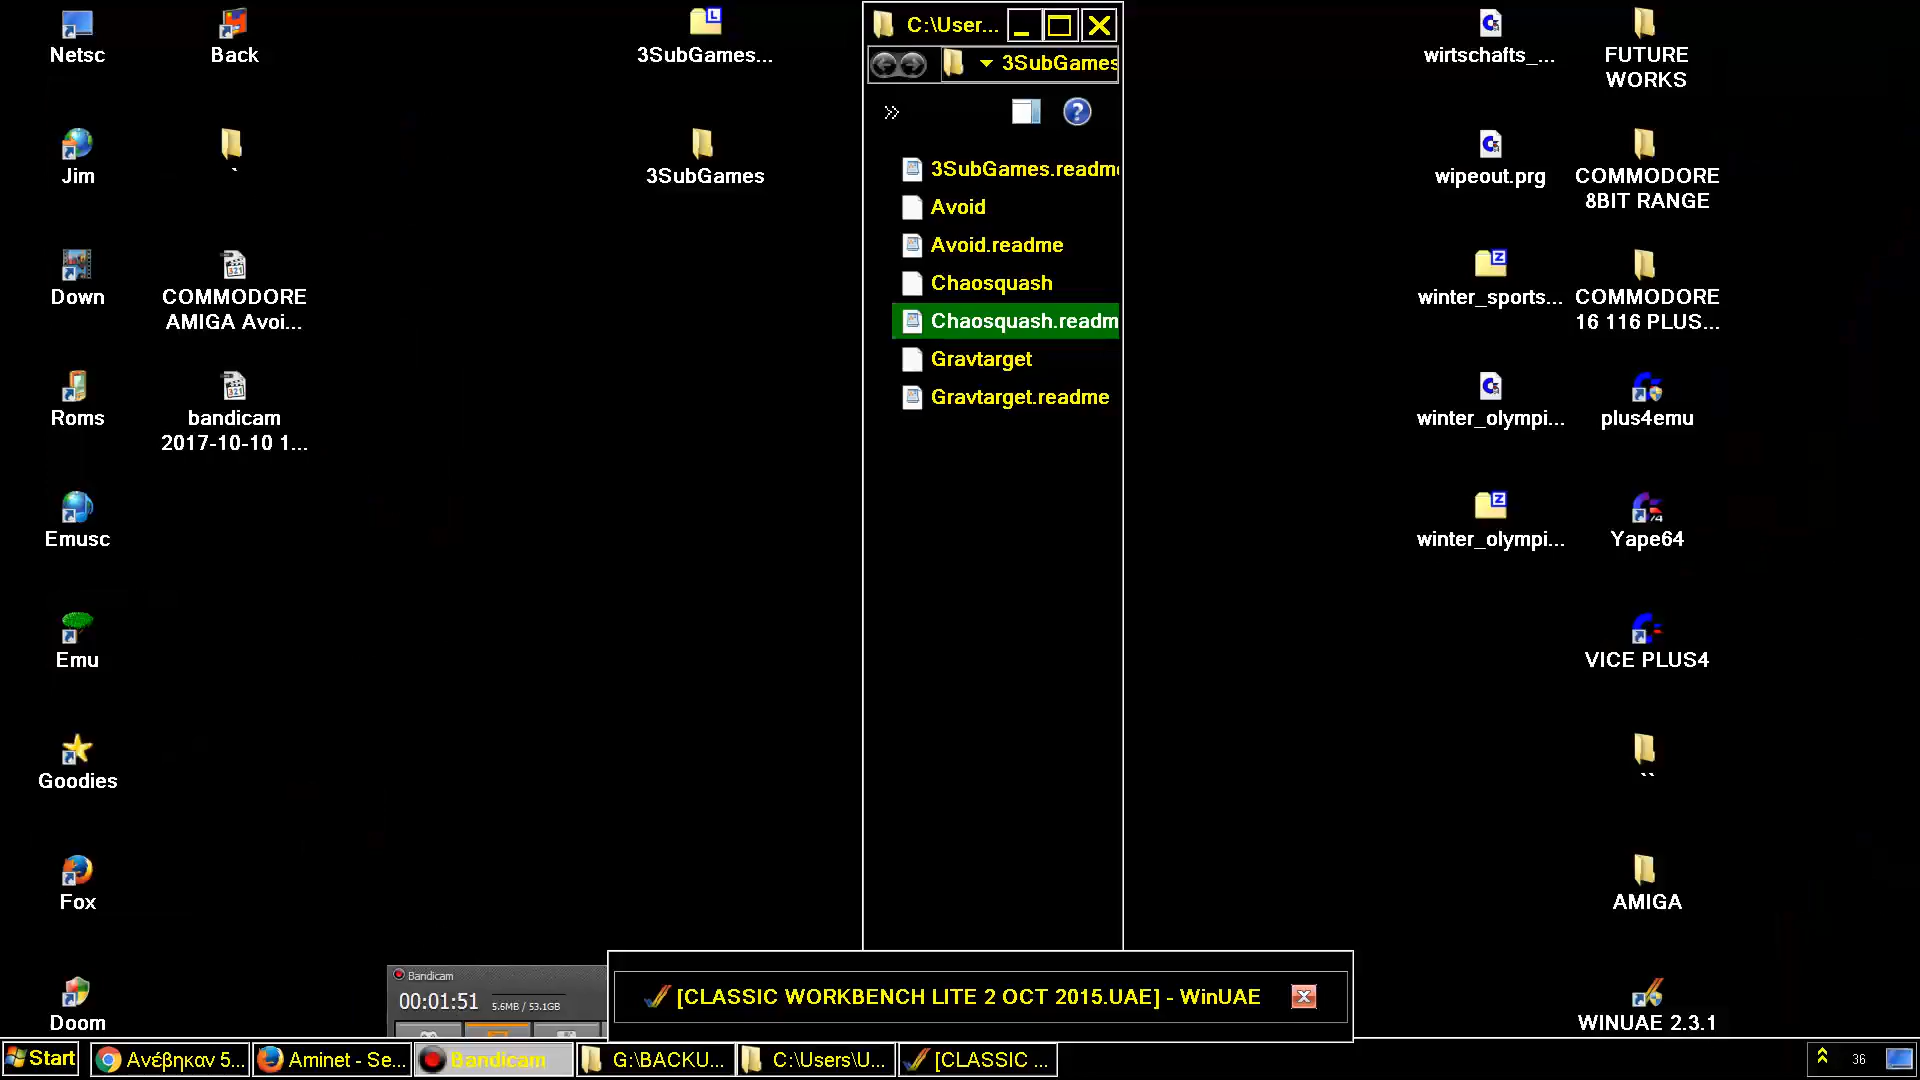 Netsc
Back
3SubGames...
C:\User...
wirtschafts_...
FUTURE
WORKS
3SubGames
Jim
`
3SubGames
wipeout.prg
COMMODORE
8BIT RANGE
3SubGames.readme
Avoid
Avoid.readme
Chaosquash
Chaosquash.readm
Gravtarget
Gravtarget.readme
Down
COMMODORE
AMIGA Avoi...
winter_sports...
COMMODORE
16 116 PLUS...
Roms
bandicam
2017-10-10 1...
winter_olympi...
plus4emu
Emusc
winter_olympi...
Yape64
Emu
VICE PLUS4
Goodies
``
Fox
AMIGA
Doom
WINUAE 2.3.1
Bandicam
00:01:51
5.6MB / 53.1GB
[CLASSIC WORKBENCH LITE 2 OCT 2015.UAE] - WinUAE
Start
Ανέβηκαν 5...
Aminet - Se...
Bandicam
G:\BACKU...
C:\Users\U...
[CLASSIC ...
36